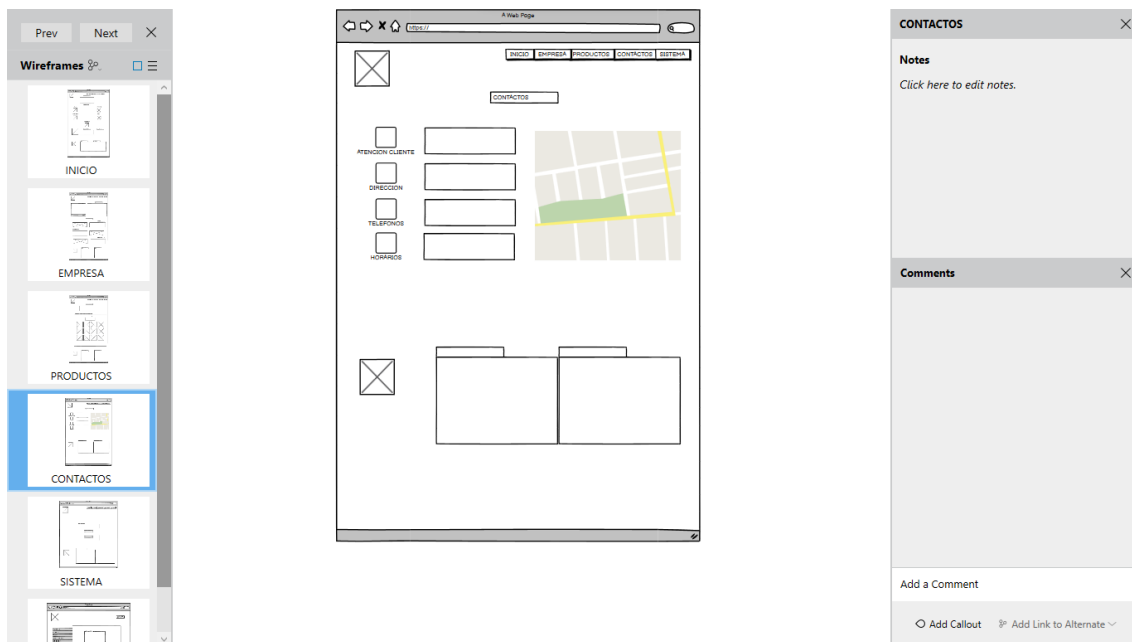 Prev Next
Wireframes
INICIO
EMPRESA
PRODUCTOS
CONTACTOS
SISTEMA
A Web Page
https://
INICIO EMPRESA PRODUCTOS CONTACTOS SISTEMA
CONTACTOS
ATENCION CLIENTE
DIRECCION
TELEFONOS
HORARIOS
CONTACTOS
Notes
Click here to edit notes.
Comments
Add a Comment
Add Callout Add Link to Alternate